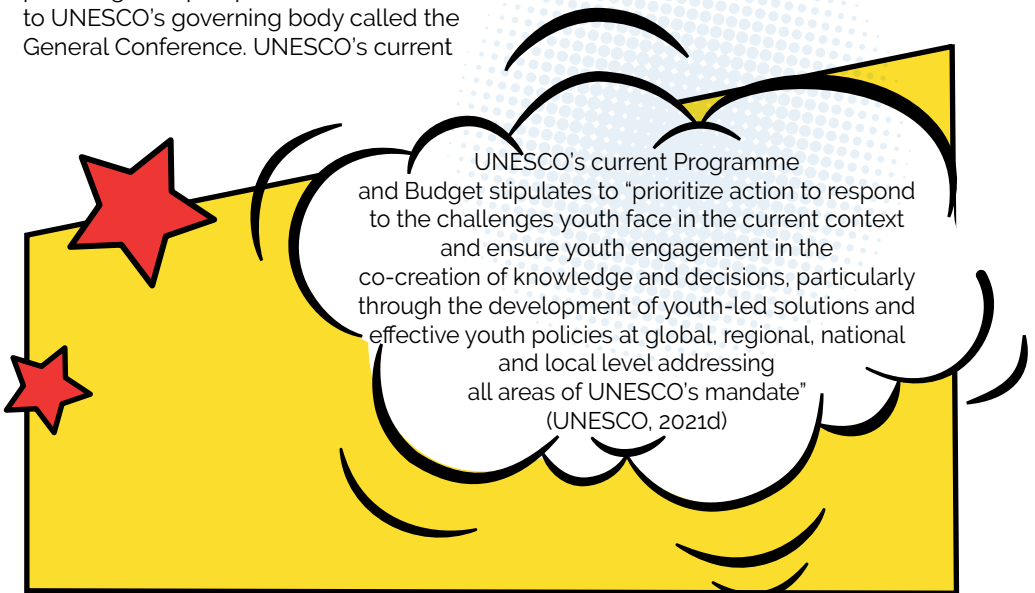 to UNESCO’s governing body called the
General Conference. UNESCO’s current
UNESCO’s current Programme
and Budget stipulates to “prioritize action to respond
to the challenges youth face in the current context
and ensure youth engagement in the
co-creation of knowledge and decisions, particularly
through the development of youth-led solutions and
effective youth policies at global, regional, national
and local level addressing
all areas of UNESCO’s mandate”
(UNESCO, 2021d)